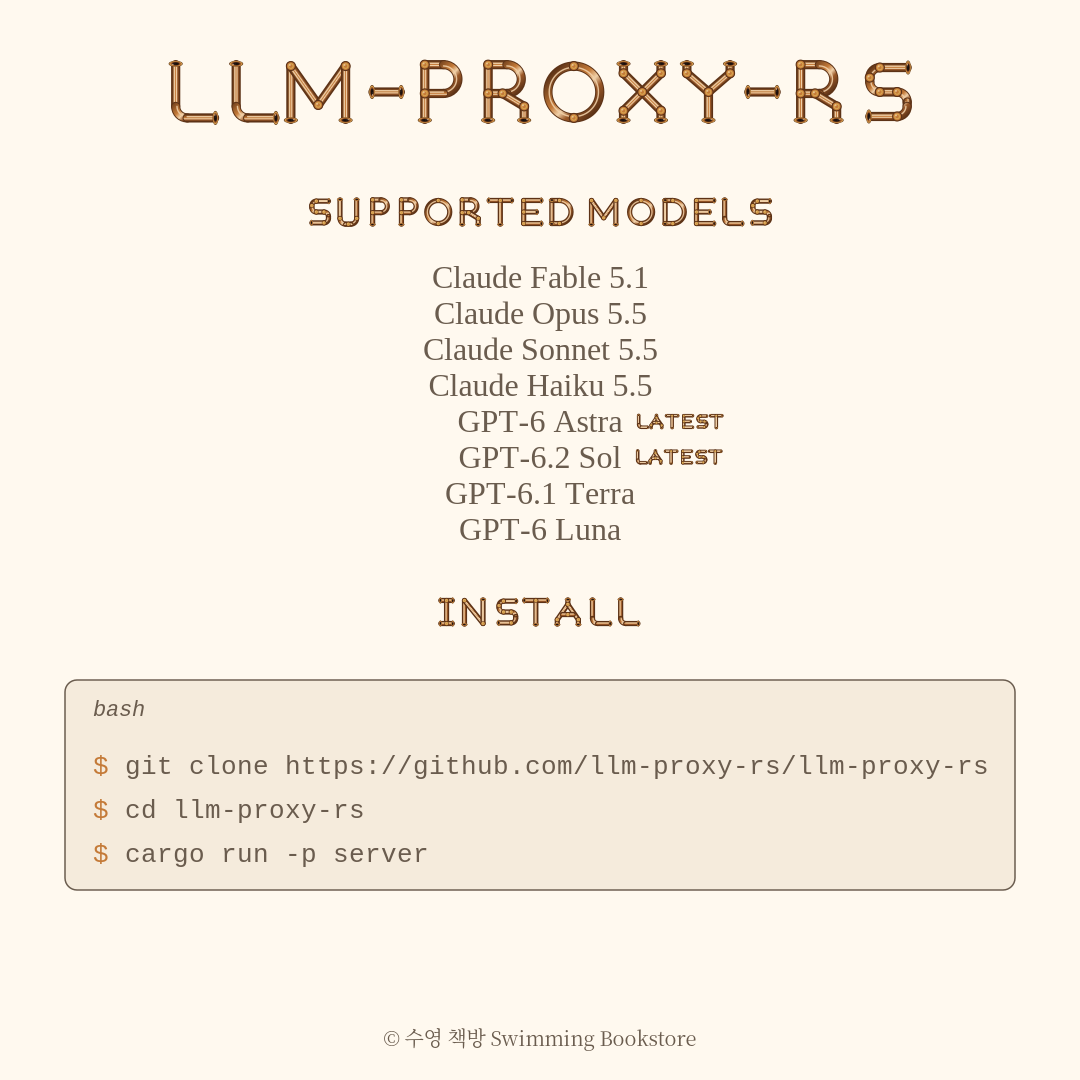 LLM-PROXY-RS
SUPPORTED MODELS
Claude Fable 5.1
Claude Opus 5.5
Claude Sonnet 5.5
Claude Haiku 5.5
GPT-6 Astra LATEST
GPT-6.2 Sol LATEST
GPT-6.1 Terra
GPT-6 Luna
INSTALL
bash
$ git clone https://github.com/llm-proxy-rs/llm-proxy-rs
$ cd llm-proxy-rs
$ cargo run -p server
© 수영 책방 Swimming Bookstore